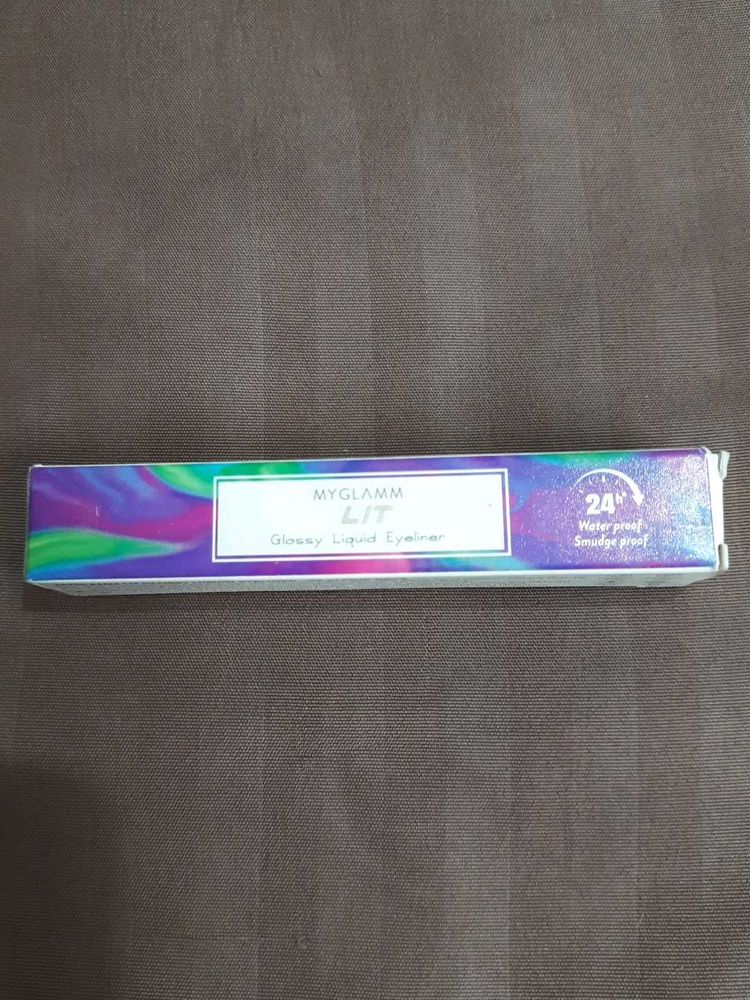 MYGLAMM
LIT
Glossy Liquid Eyeliner
24h
Water proof
Smudge proof